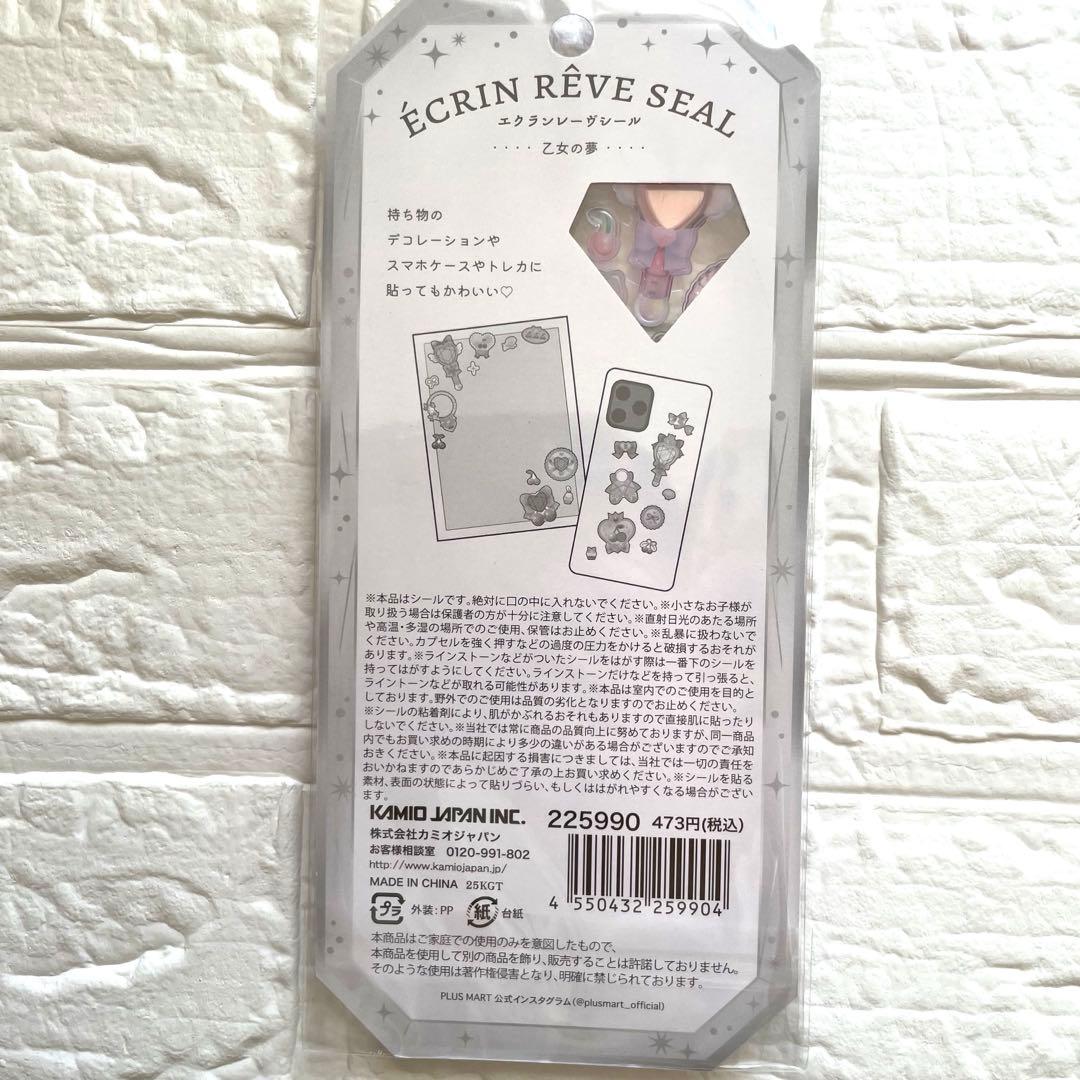 ÉCRIN RÊVE SEAL
エクランレーヴシール
････ 乙女の夢 ････
持ち物の
デコレーションや
スマホケースやトレカに
貼ってもかわいい♡
※本品はシールです。絶対に口の中に入れないでください。※小さなお子様が
取り扱う場合は保護者の方が十分に注意してください。※直射日光のあたる場所
や高温・多湿の場所でのご使用、保管はお止めください。※乱暴に扱わないで
ください。カプセルを強く押すなどの過度の圧力をかけると破損するおそれが
あります。※ラインストーンなどがついたシールをはがす際は一番下のシールを
持ってはがすようにしてください。ラインストーンだけなどを持って引っ張ると、
ライントーンなどが取れる可能性があります。※本品は室内でのご使用を目的と
しております。野外でのご使用は品質の劣化となりますのでお止めください。
※シールの粘着剤により、肌がかぶれるおそれもありますので直接肌に貼ったり
しないでください。※当社では常に商品の品質向上に努めておりますが、同一商品
内でもお買い求めの時期により多少の違いがある場合がございますのでご承知
おきください。※本品に起因する損害につきましては、当社では一切の責任を
おいかねますのであらかじめご了承の上お買い求めください。※シールを貼る
素材、表面の状態によって貼りづらい、もしくははがれやすくなる場合がござい
ます。
KAMIO JAPAN INC. 225990 473円(税込)
株式会社カミオジャパン
お客様相談室 0120-991-802
http://www.kamiojapan.jp/
MADE IN CHINA 25KGT
4 550432 259904
プラ 外装：PP 紙 台紙
本商品はご家庭での使用のみを意図したもので、
本商品を使用して別の商品を飾り、販売することは許諾しておりません。
そのような使用は著作権侵害となり、明確に禁じられております。
PLUS MART 公式インスタグラム(@plusmart_official)